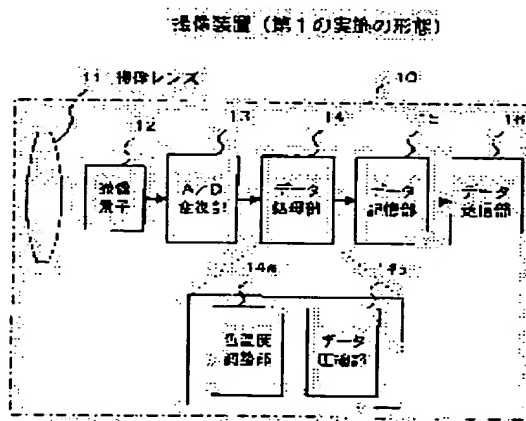 撮像装置(第1の実施の形態)
11 撮像レンズ
10
12
13
14
16
撮像
素子
A/D
変換部
データ
処理部
データ
記憶部
データ
送信部
14a
色温度
調整部
データ
圧縮部